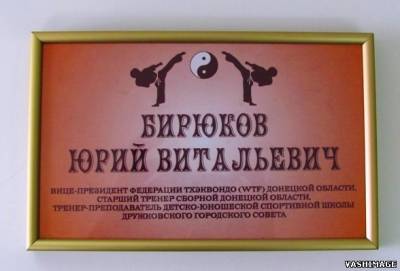 БИРЮКОВ
ЮРИЙ ВИТАЛЬЕВИЧ
ВИЦЕ-ПРЕЗИДЕНТ ФЕДЕРАЦИИ ТХЭКВОНДО (WTF) ДОНЕЦКОЙ ОБЛАСТИ,
СТАРШИЙ ТРЕНЕР СБОРНОЙ ДОНЕЦКОЙ ОБЛАСТИ,
ТРЕНЕР-ПРЕПОДАВАТЕЛЬ ДЕТСКО-ЮНОШЕСКОЙ СПОРТИВНОЙ ШКОЛЫ
ДРУЖКОВСКОГО ГОРОДСКОГО СОВЕТА
VASHIMAGE